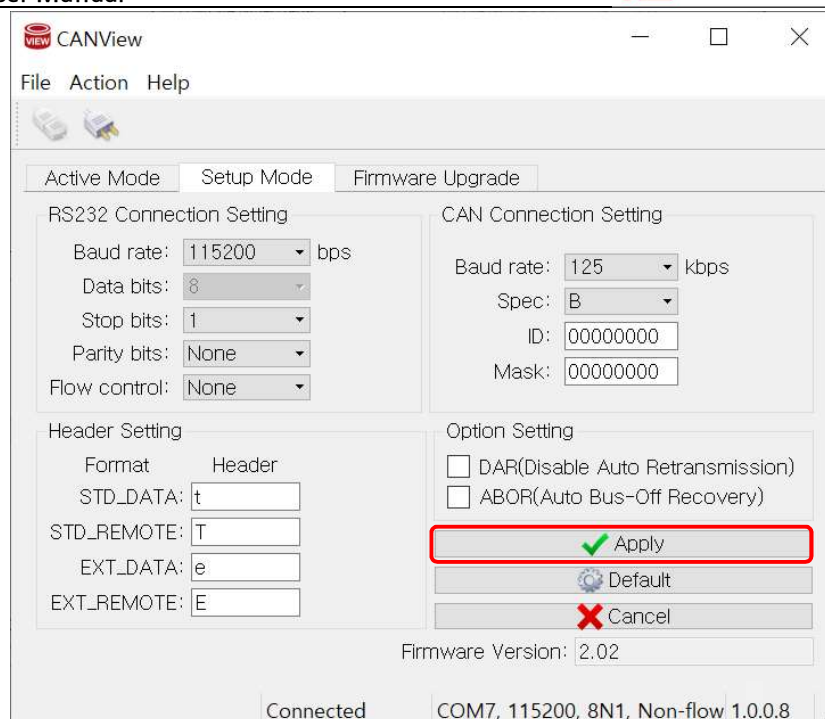 Manual
VIEW CANView
File Action Help
Active Mode Setup Mode Firmware Upgrade
RS232 Connection Setting
Baud rate: 115200 bps
Data bits: 8
Stop bits: 1
Parity bits: None
Flow control: None
CAN Connection Setting
Baud rate: 125 kbps
Spec: B
ID: 00000000
Mask: 00000000
Header Setting
Format Header
STD_DATA: t
STD_REMOTE: T
EXT_DATA: e
EXT_REMOTE: E
Option Setting
DAR(Disable Auto Retransmission)
ABOR(Auto Bus-Off Recovery)
Apply
Default
Cancel
Firmware Version: 2.02
Connected COM7, 115200, 8N1, Non-flow 1.0.0.8